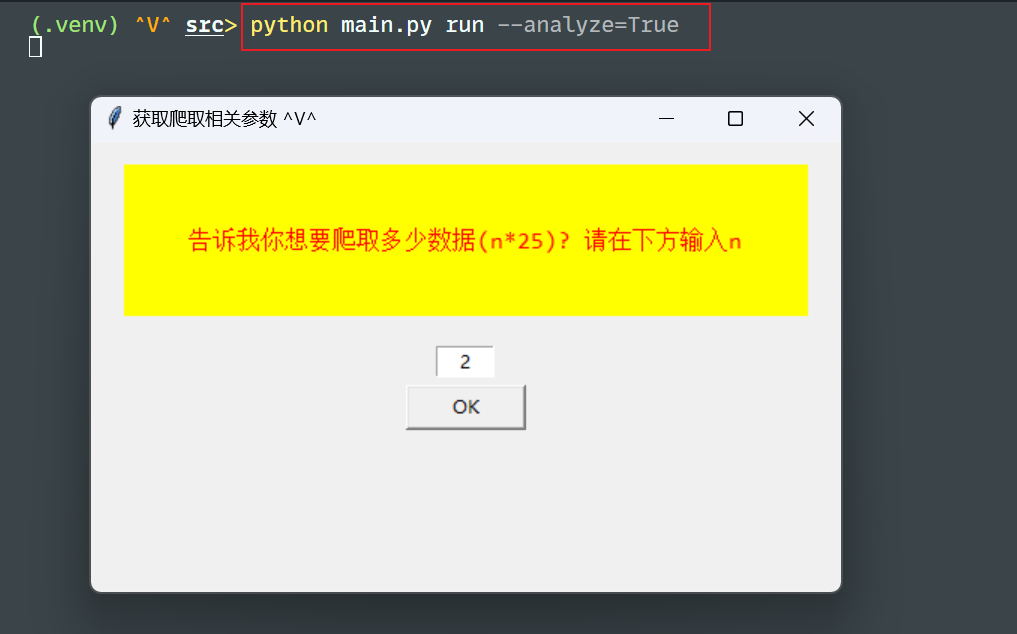 (.venv) ^V^ src> python main.py run --analyze=True
获取爬取相关参数 ^V^
告诉我你想要爬取多少数据(n*25)? 请在下方输入n
2
OK